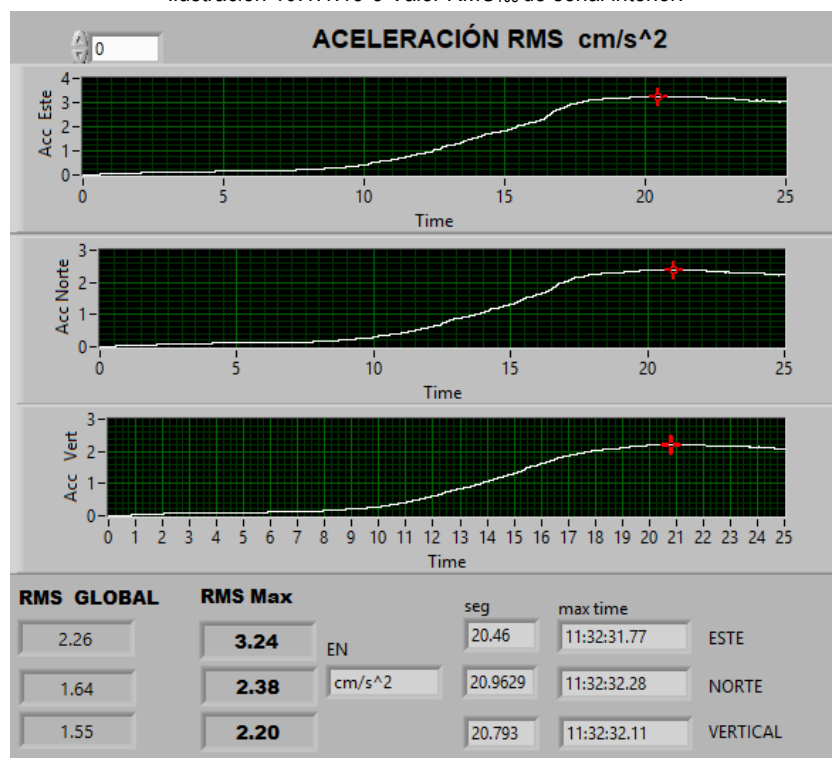 0
ACELERACIÓN RMS cm/s^2
Acc Este
4
3
2
1
0
0 5 10 15 20 25
Time
Acc Norte
3
2
1
0
0 5 10 15 20 25
Time
Acc Vert
3
2
1
0
0 1 2 3 4 5 6 7 8 9 10 11 12 13 14 15 16 17 18 19 20 21 22 23 24 25
Time
RMS GLOBAL RMS Max seg max time
2.26 3.24 EN 20.46 11:32:31.77 ESTE
1.64 2.38 cm/s^2 20.9629 11:32:32.28 NORTE
1.55 2.20 20.793 11:32:32.11 VERTICAL